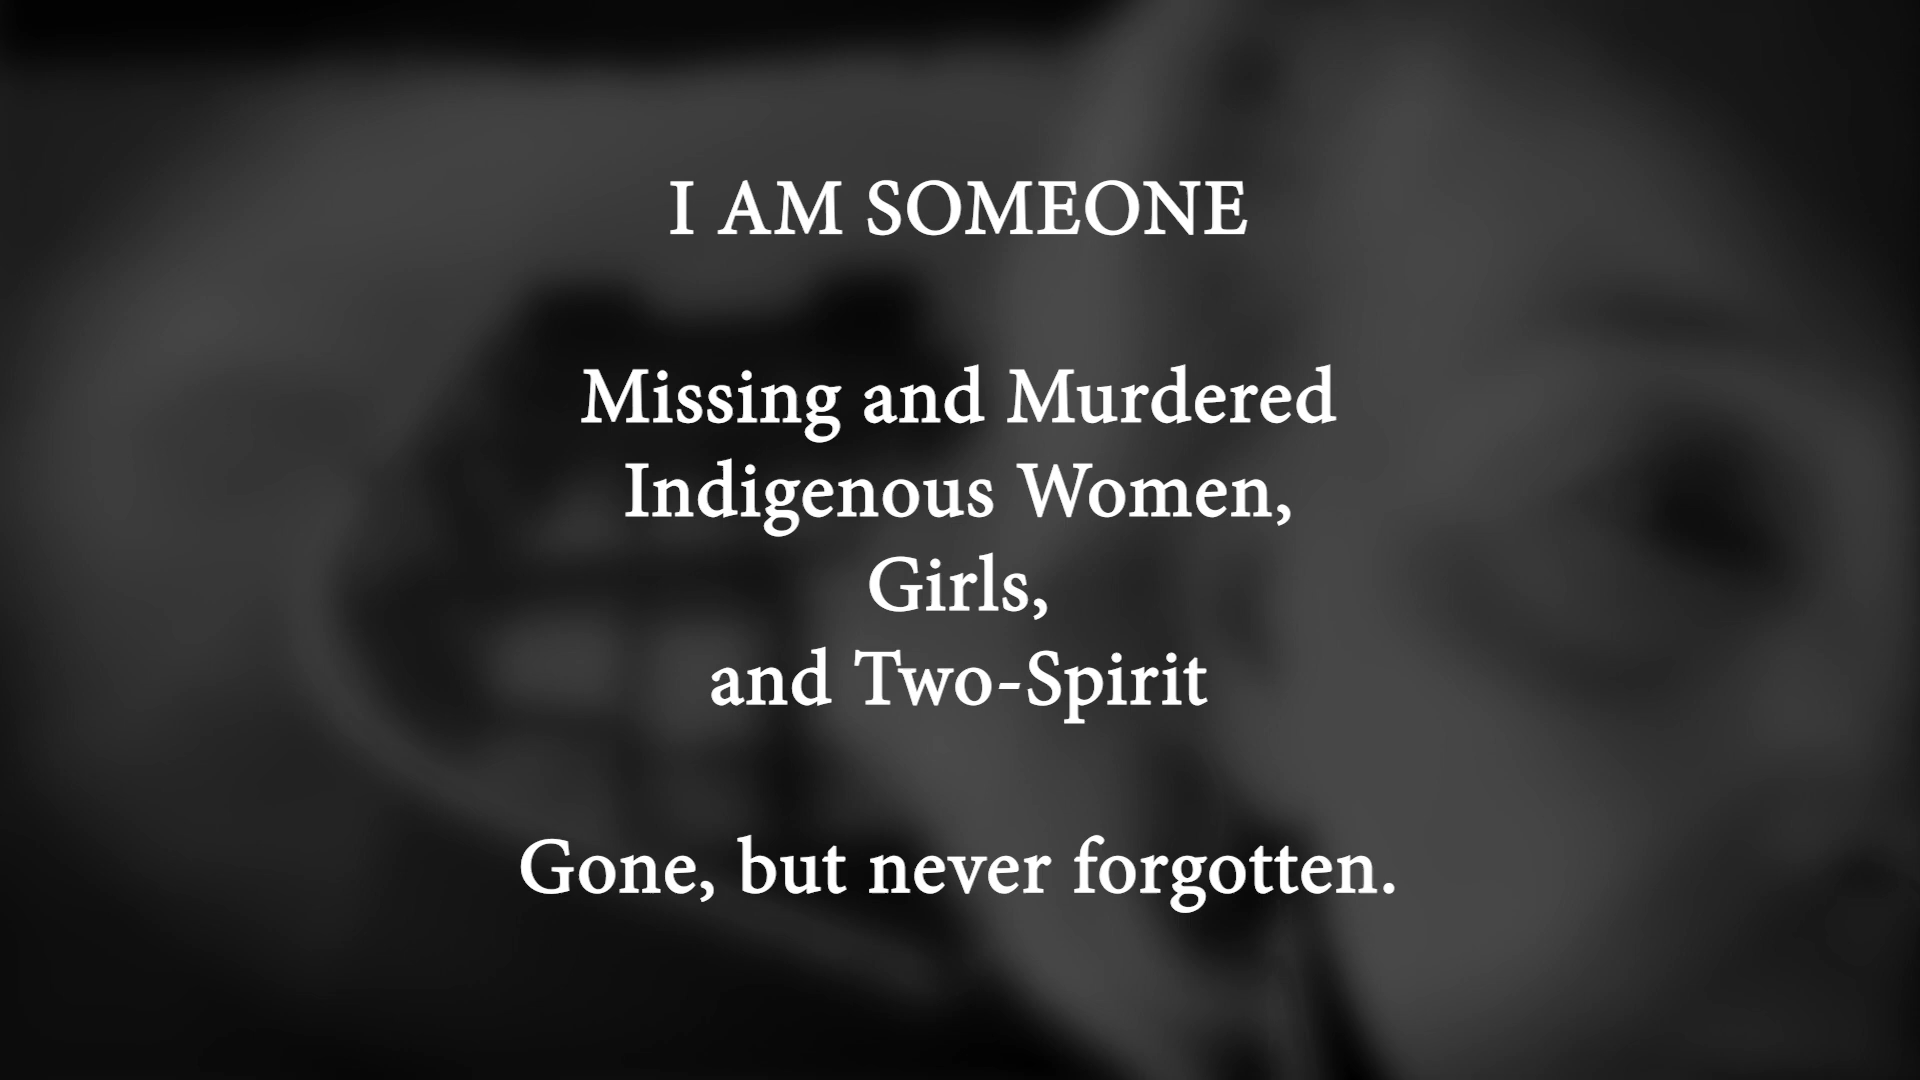 I AM SOMEONE
Missing and Murdered
Indigenous Women,
Girls,
and Two-Spirit
Gone, but never forgotten.